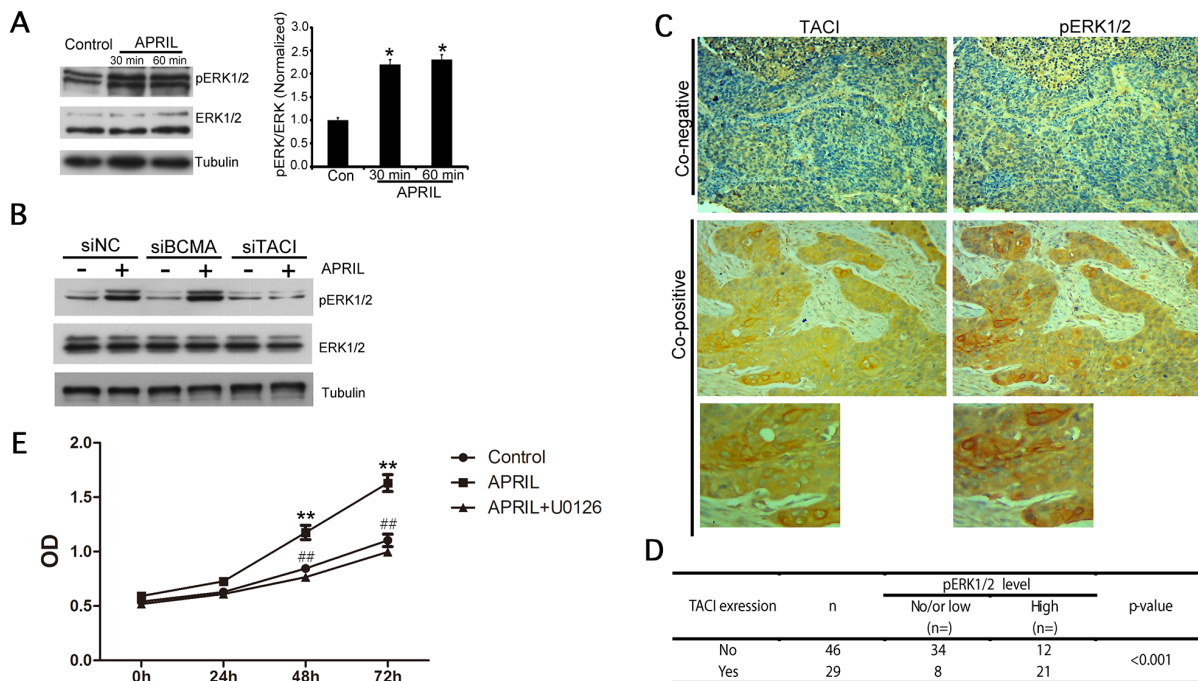 A
Control
APRIL
30 min 60 min
pERK1/2
ERK1/2
Tubulin
pERK/ERK (Normalized)
3.0
2.5
2.0
1.5
1.0
0.5
0.0
* *
Con 30 min 60 min
APRIL
B
siNC siBCMA siTACI
- + - + - + APRIL
pERK1/2
ERK1/2
Tubulin
C
TACI pERK1/2
Co-negative
Co-positive
D
pERK1/2 level
TACI exression n No/or low High p-value
(n=) (n=)
No 46 34 12
<0.001
Yes 29 8 21
E
OD
2.0
1.5
1.0
0.5
0.0
0h 24h 48h 72h
** **
## ##
Control
APRIL
APRIL+U0126